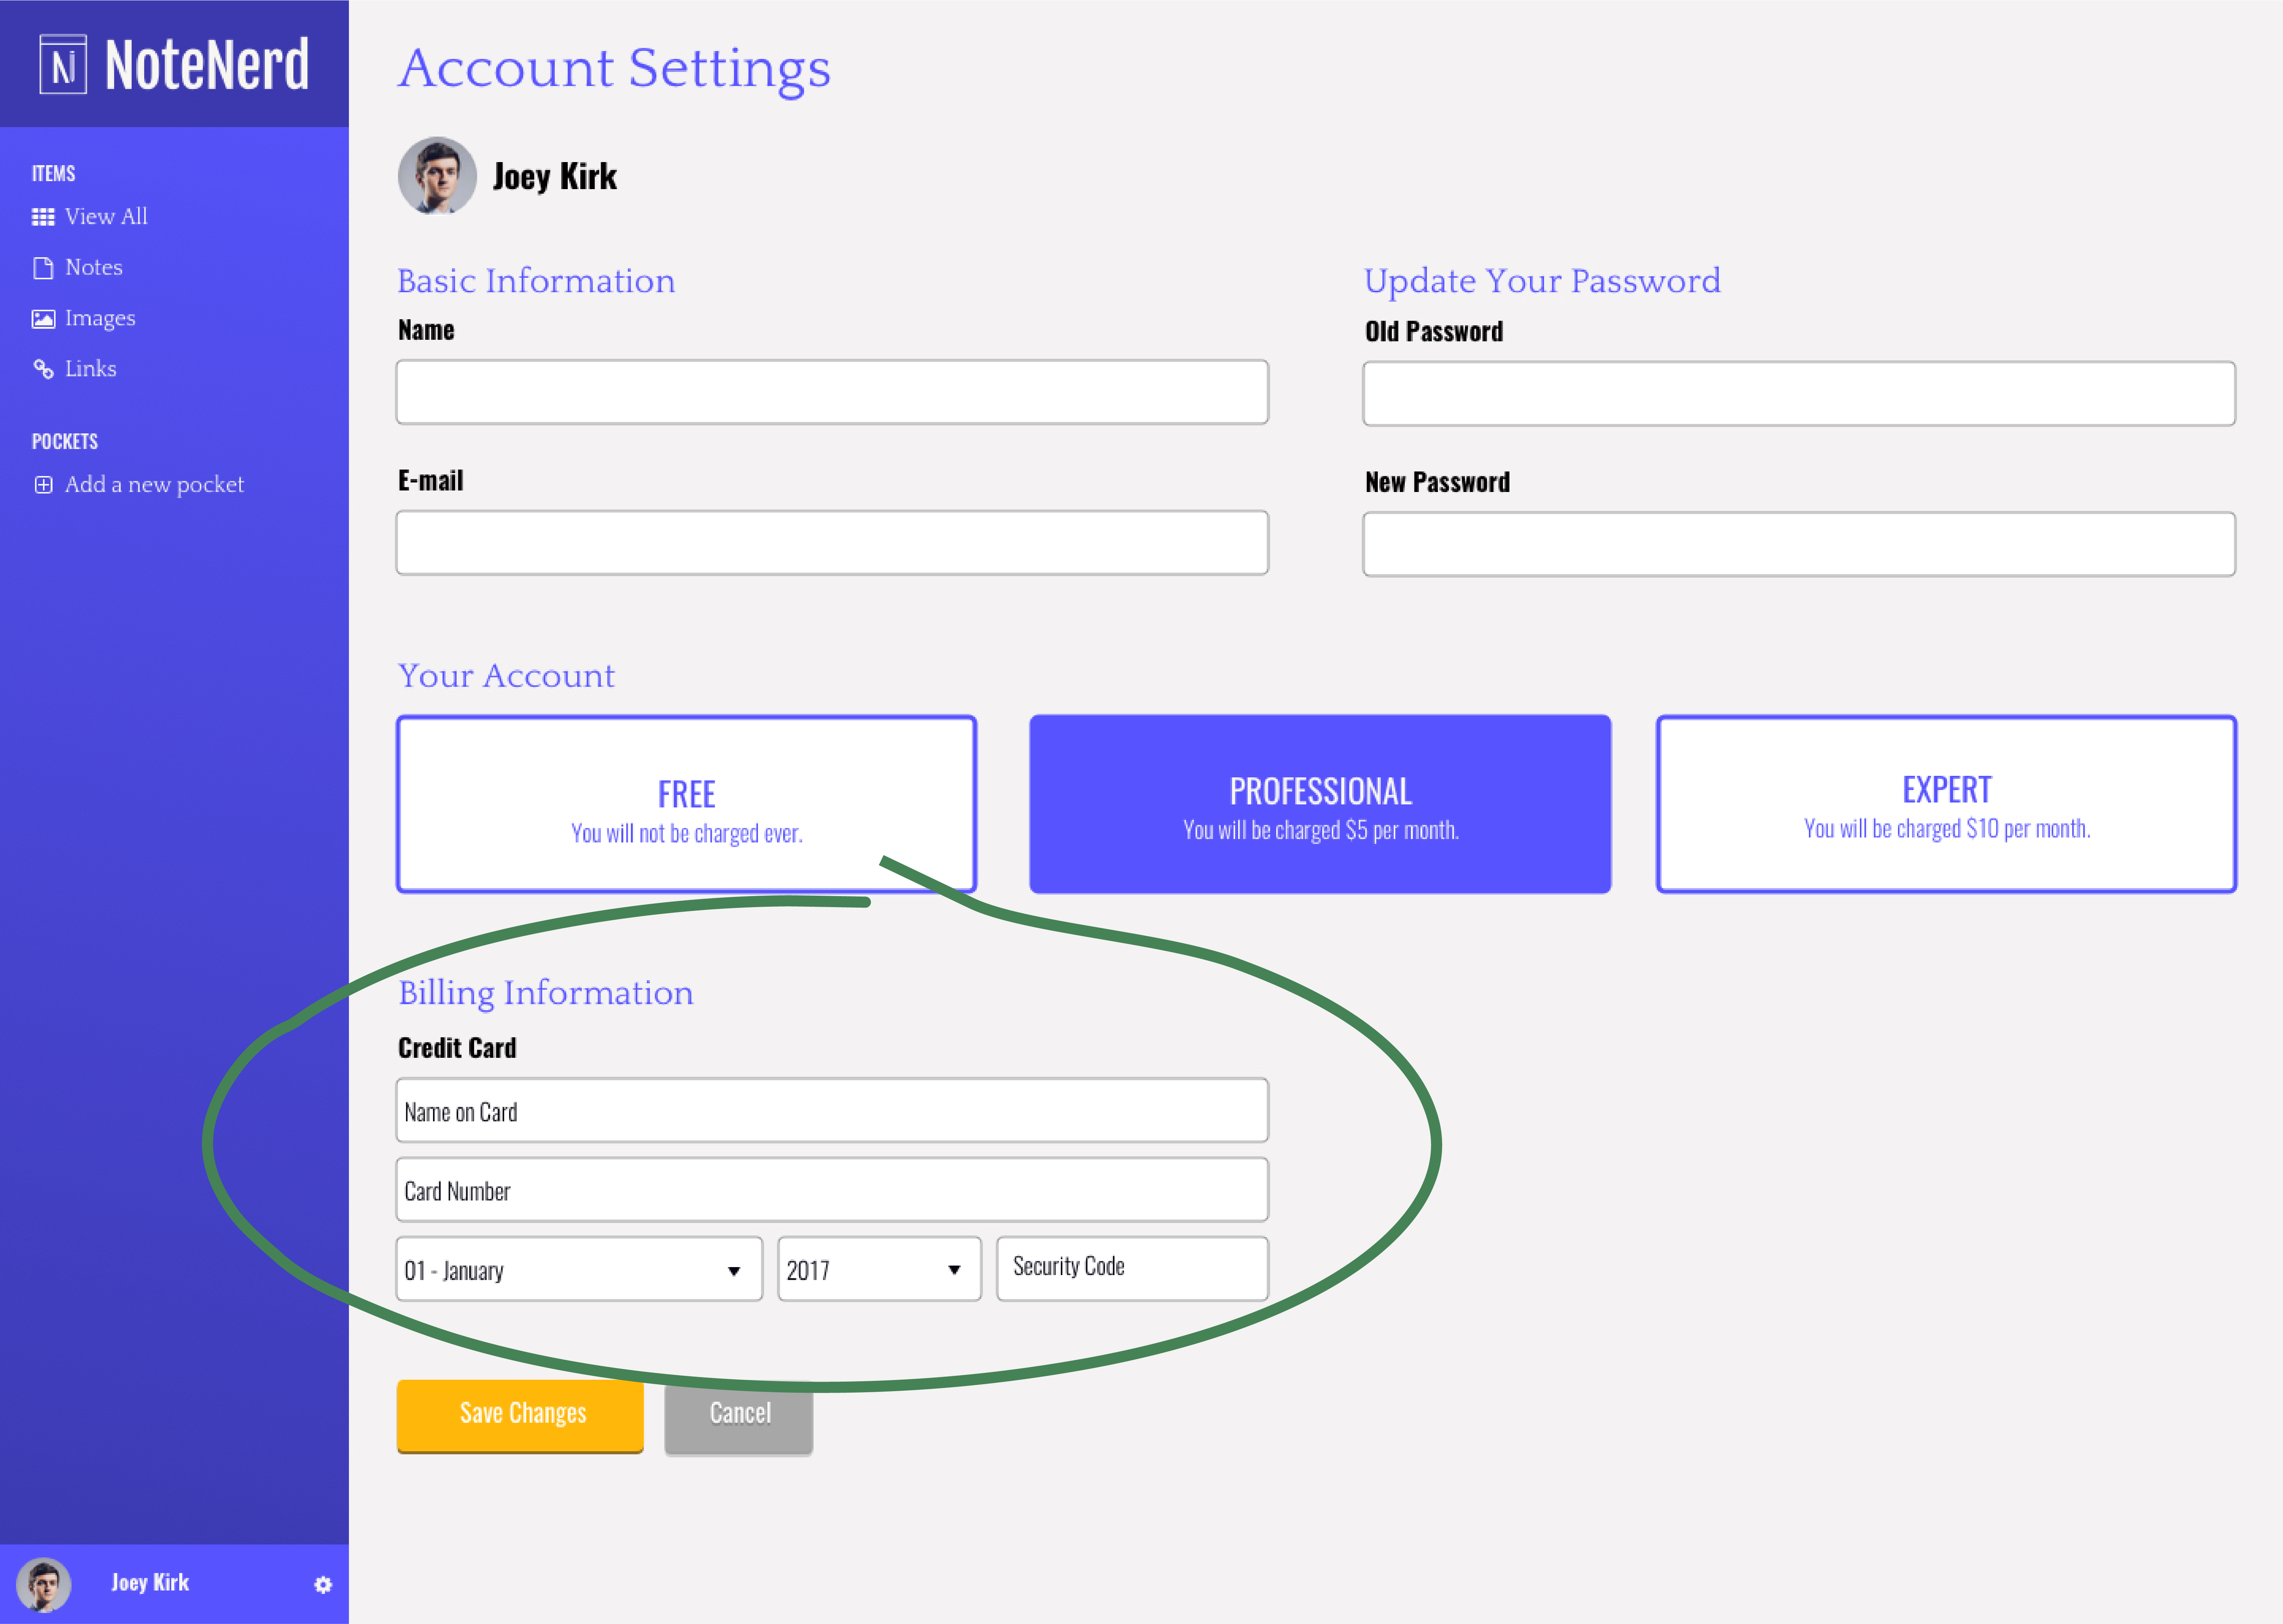 NoteNerd
ITEMS
View All
Notes
Images
Links
POCKETS
Add a new pocket
Joey Kirk
Account Settings
Joey Kirk
Basic Information
Name
E-mail
Update Your Password
Old Password
New Password
Your Account
FREE
You will not be charged ever.
PROFESSIONAL
You will be charged $5 per month.
EXPERT
You will be charged $10 per month.
Billing Information
Credit Card
Name on Card
Card Number
01 - January
2017
Security Code
Save Changes
Cancel